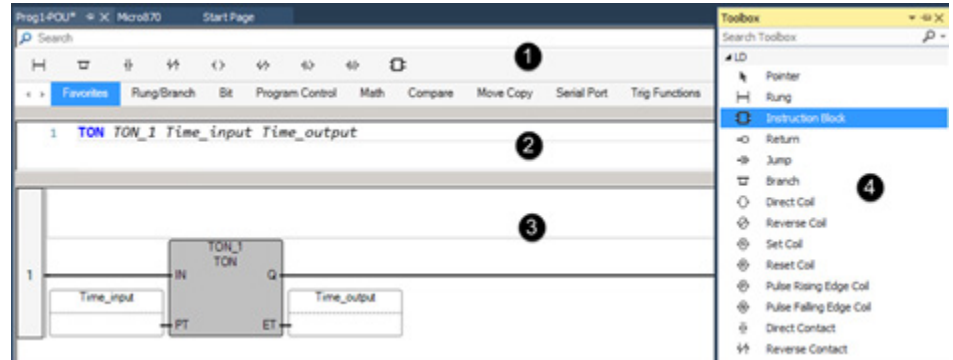 Prog1-POU* Micro870 Start Page
Search
1
Favorites Rung/Branch Bit Program Control Math Compare Move Copy Serial Port Trig Functions
1 TON TON_1 Time_input Time_output
2
3
TON_1
TON
1
IN Q
Time_input Time_output
PT ET
Toolbox
Search Toolbox
LD
Pointer
Rung
Instruction Block
Return
Jump
Branch
4
Direct Coil
Reverse Coil
Set Coil
Reset Coil
Pulse Rising Edge Coil
Pulse Falling Edge Coil
Direct Contact
Reverse Contact